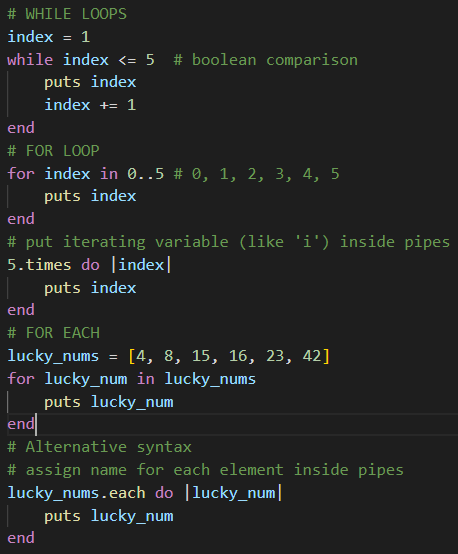 # WHILE LOOPS
index = 1
while index <= 5  # boolean comparison
    puts index
    index += 1
end
# FOR LOOP
for index in 0..5 # 0, 1, 2, 3, 4, 5
    puts index
end
# put iterating variable (like 'i') inside pipes
5.times do |index|
    puts index
end
# FOR EACH
lucky_nums = [4, 8, 15, 16, 23, 42]
for lucky_num in lucky_nums
    puts lucky_num
end
# Alternative syntax
# assign name for each element inside pipes
lucky_nums.each do |lucky_num|
    puts lucky_num
end